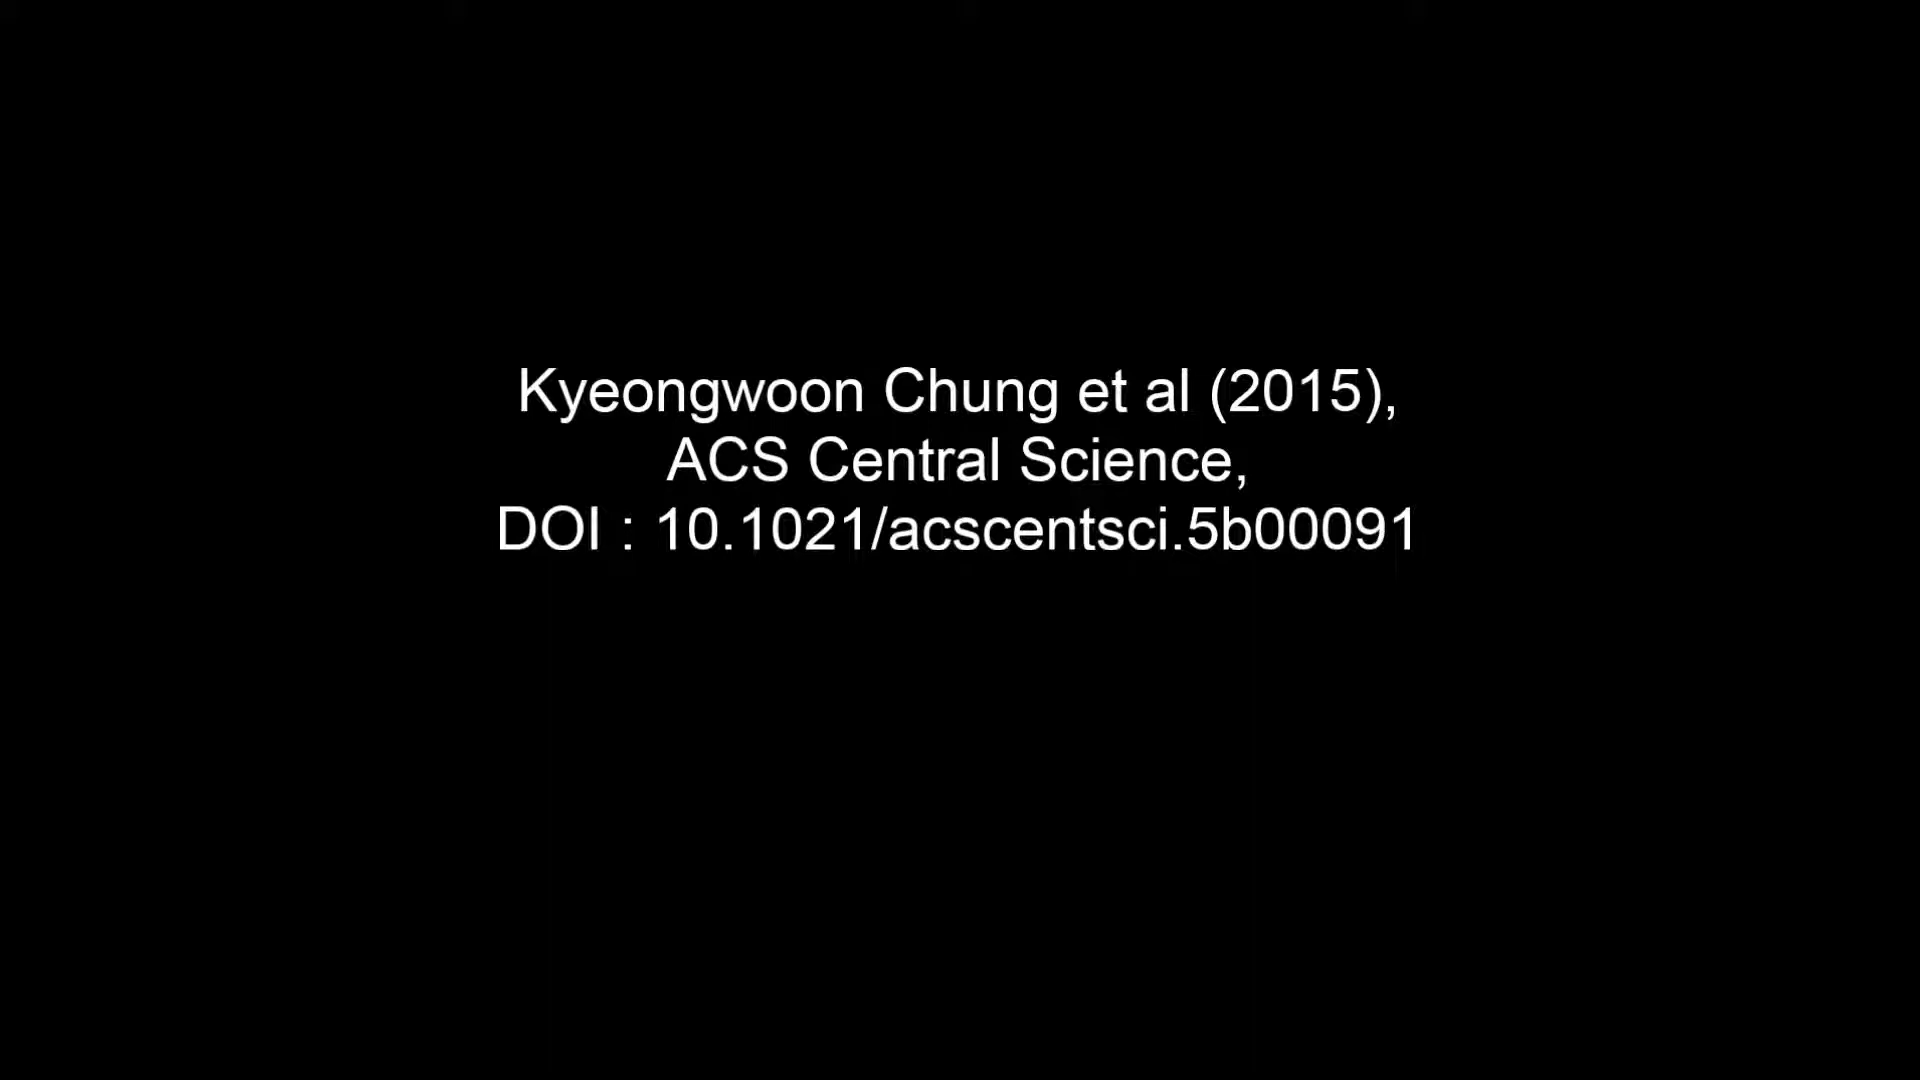 Kyeongwoon Chung et al (2015),
ACS Central Science,
DOI : 10.1021/acscentsci.5b00091